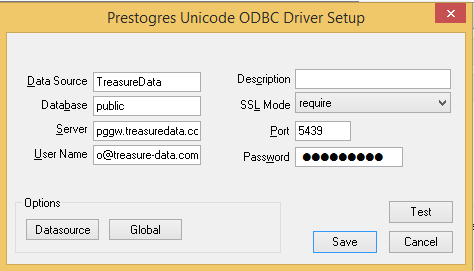 Prestogres Unicode ODBC Driver Setup
Data Source TreasureData Description
Database public SSL Mode require
Server pggw.treasuredata.cc Port 5439
User Name o@treasure-data.com Password ●●●●●●●●●
Options
Datasource Global
Test
Save Cancel